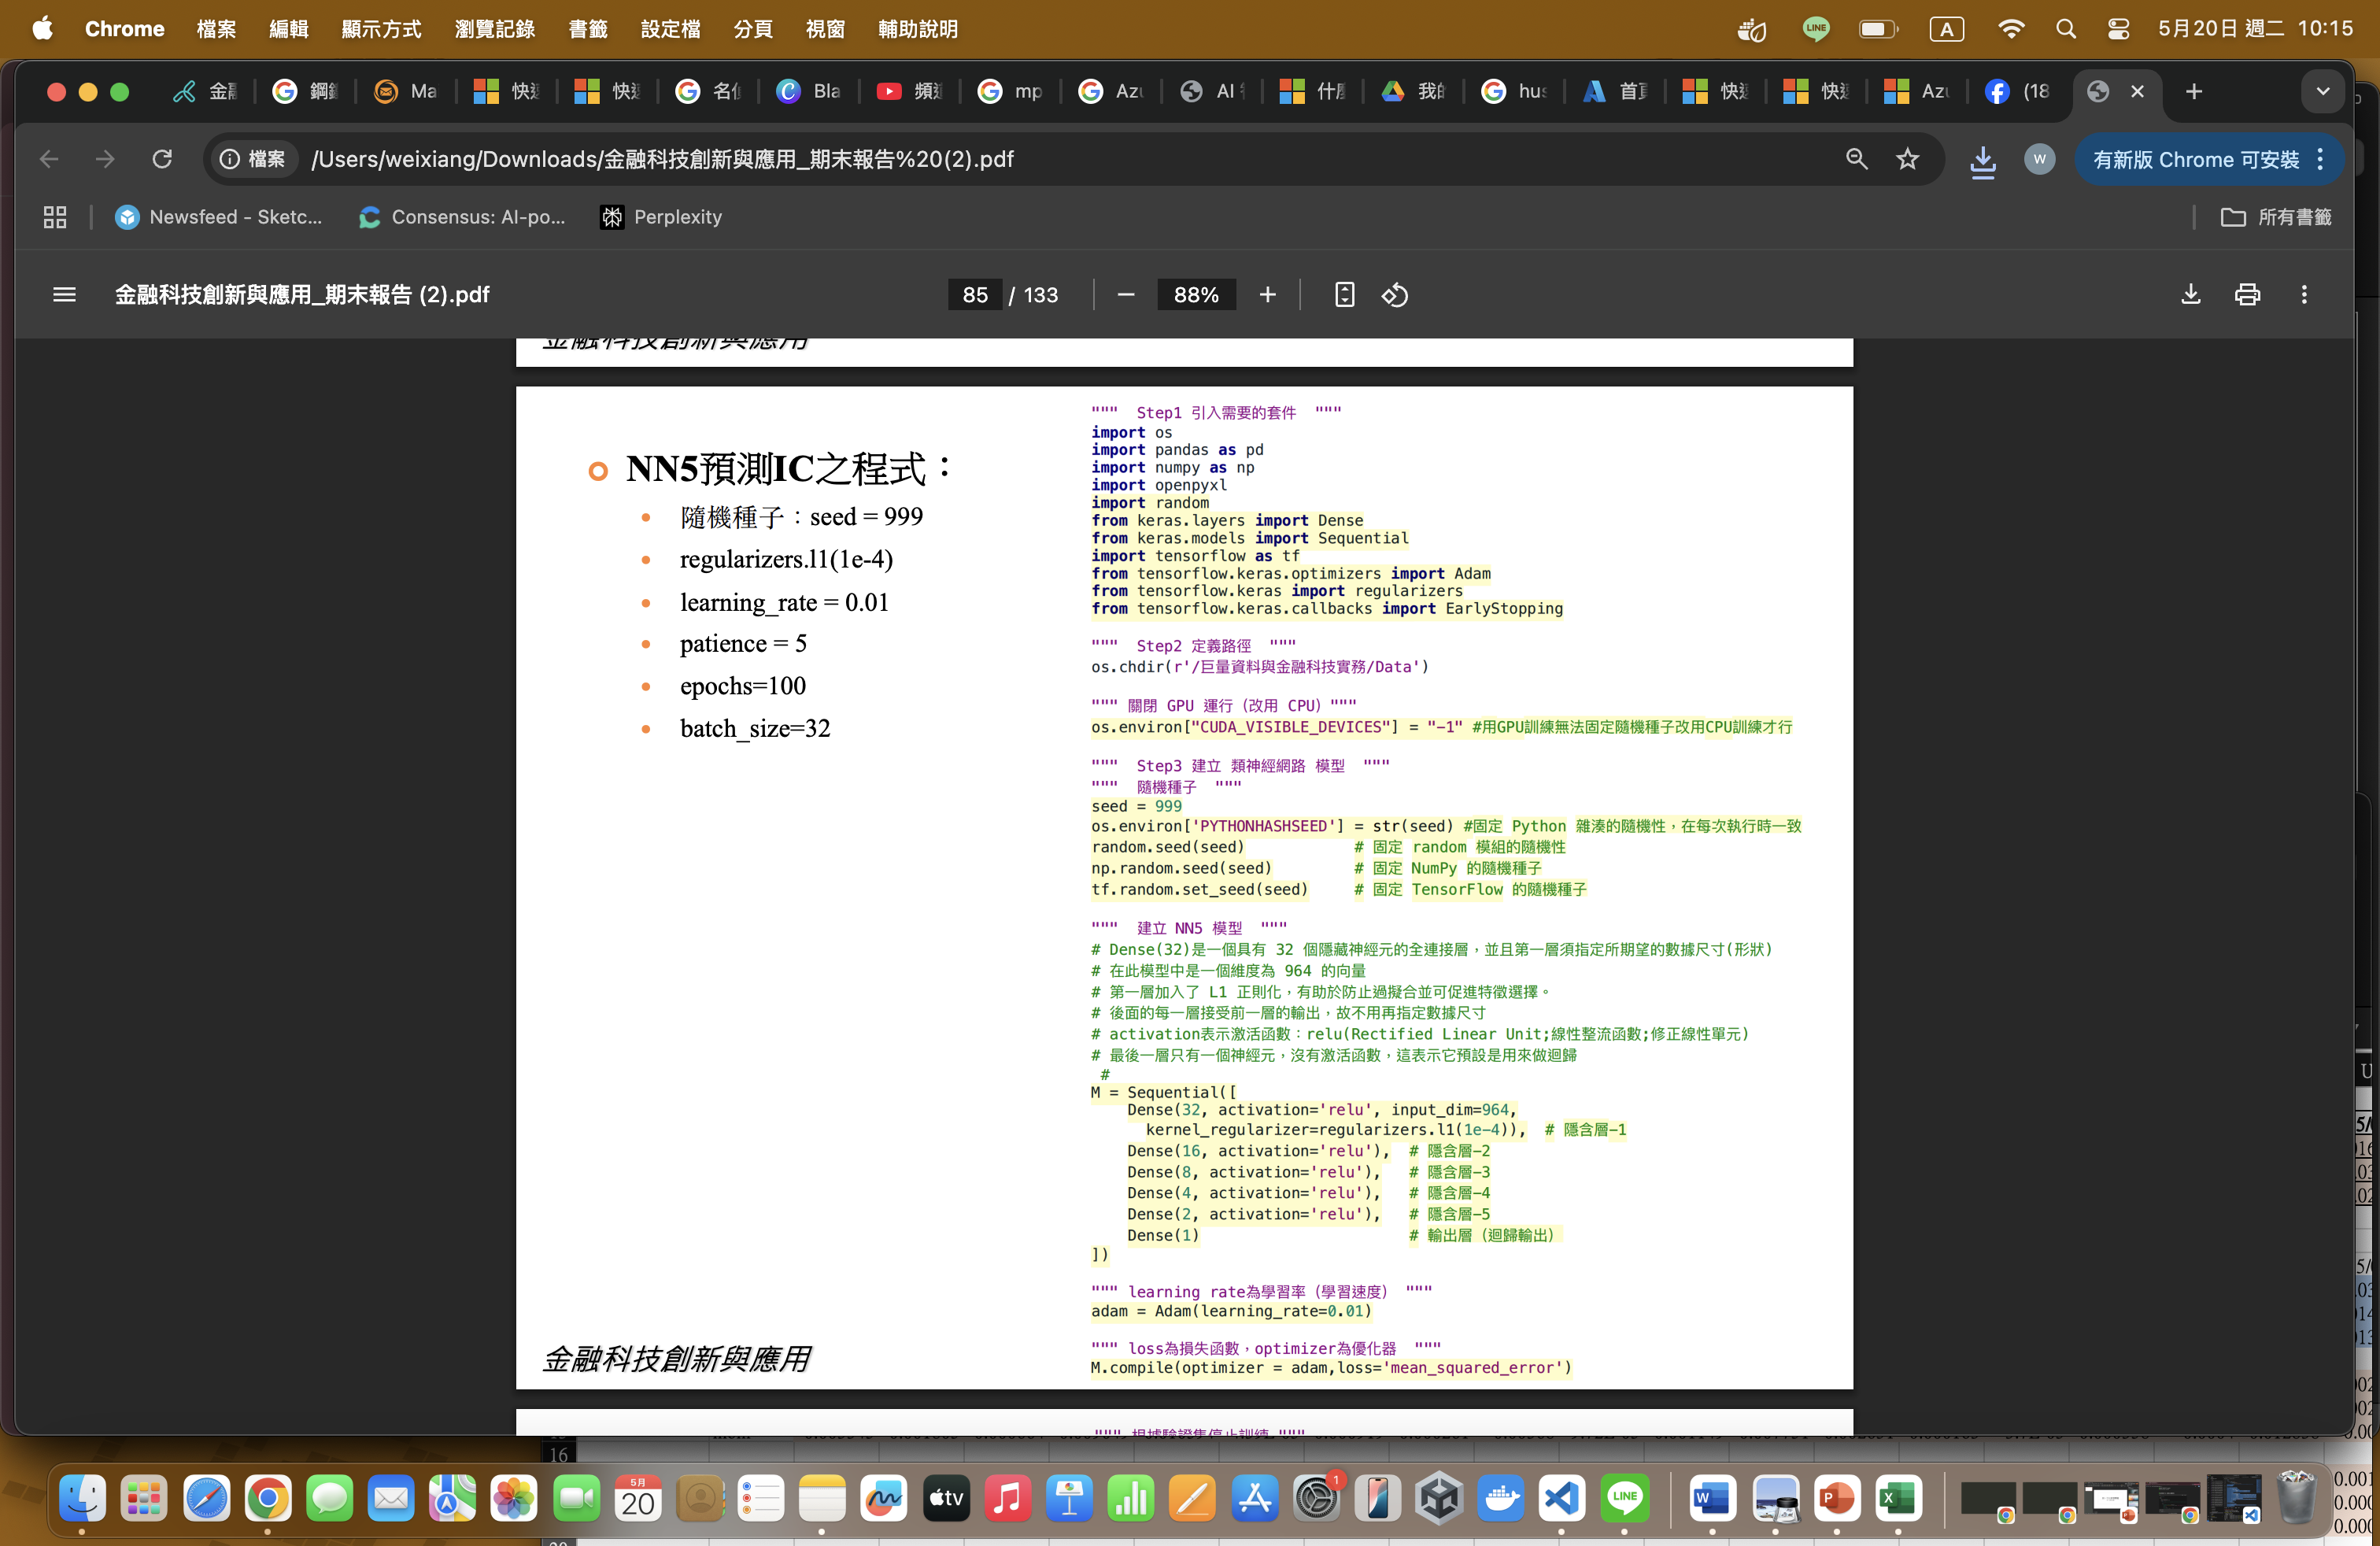 Chrome 檔案 編輯 顯示方式 瀏覽記錄 書籤 設定檔 分頁 視窗 輔助說明 LINE A 5月20日 週二 10:15
Ma 快 快 Bla mp Azu AI 我的 hus 快 快 Azu (18
檔案 /Users/weixiang/Downloads/金融科技創新與應用_期末報告%20(2).pdf W 有新版 Chrome 可安裝
Newsfeed - Sketc... Consensus: AI-po... Perplexity 所有書籤
金融科技創新與應用_期末報告 (2).pdf 85 / 133 88%
金融科技創新與應用
NN5預測IC之程式：
隨機種子：seed = 999
regularizers.l1(1e-4)
learning_rate = 0.01
patience = 5
epochs=100
batch_size=32
金融科技創新與應用
""" Step1 引入需要的套件 """
import os
import pandas as pd
import numpy as np
import openpyxl
import random
from keras.layers import Dense
from keras.models import Sequential
import tensorflow as tf
from tensorflow.keras.optimizers import Adam
from tensorflow.keras import regularizers
from tensorflow.keras.callbacks import EarlyStopping
""" Step2 定義路徑 """
os.chdir(r'/巨量資料與金融科技實務/Data')
""" 關閉 GPU 運行（改用 CPU）"""
os.environ["CUDA_VISIBLE_DEVICES"] = "-1" #用GPU訓練無法固定隨機種子改用CPU訓練才行
""" Step3 建立 類神經網路 模型 """
""" 隨機種子 """
seed = 999
os.environ['PYTHONHASHSEED'] = str(seed) #固定 Python 雜湊的隨機性，在每次執行時一致
random.seed(seed) # 固定 random 模組的隨機性
np.random.seed(seed) # 固定 NumPy 的隨機種子
tf.random.set_seed(seed) # 固定 TensorFlow 的隨機種子
""" 建立 NN5 模型 """
# Dense(32)是一個具有 32 個隱藏神經元的全連接層，並且第一層須指定所期望的數據尺寸(形狀)
# 在此模型中是一個維度為 964 的向量
# 第一層加入了 L1 正則化，有助於防止過擬合並可促進特徵選擇。
# 後面的每一層接受前一層的輸出，故不用再指定數據尺寸
# activation表示激活函數：relu(Rectified Linear Unit;線性整流函數;修正線性單元)
# 最後一層只有一個神經元，沒有激活函數，這表示它預設是用來做迴歸
#
M = Sequential([
Dense(32, activation='relu', input_dim=964,
kernel_regularizer=regularizers.l1(1e-4)), # 隱含層-1
Dense(16, activation='relu'), # 隱含層-2
Dense(8, activation='relu'), # 隱含層-3
Dense(4, activation='relu'), # 隱含層-4
Dense(2, activation='relu'), # 隱含層-5
Dense(1) # 輸出層（迴歸輸出）
])
""" learning rate為學習率（學習速度） """
adam = Adam(learning_rate=0.01)
""" loss為損失函數，optimizer為優化器 """
M.compile(optimizer = adam,loss='mean_squared_error')
16
5月
20
tv
1
LINE